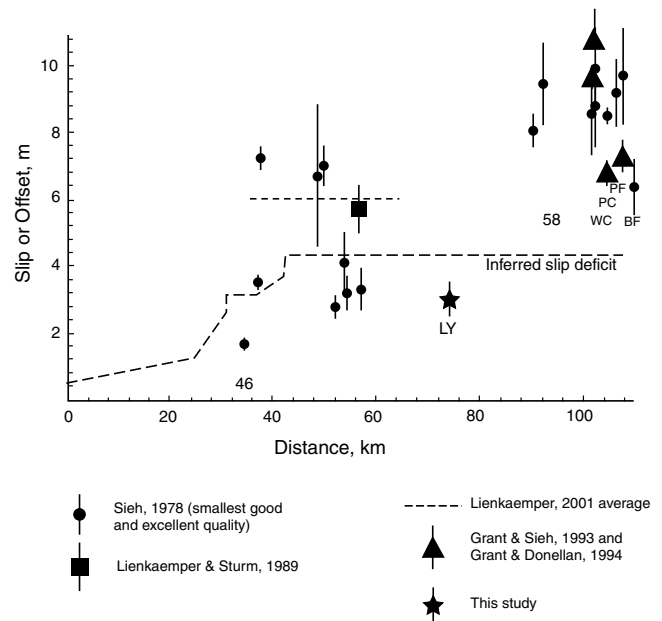 10
8
6
4
2
Slip or Offset, m
PF
PC
58
WC
BF
Inferred slip deficit
LY
46
0
20
40
60
80
100
Distance, km
Sieh, 1978 (smallest good
and excellent quality)
Lienkaemper & Sturm, 1989
Lienkaemper, 2001 average
Grant & Sieh, 1993 and
Grant & Donellan, 1994
This study